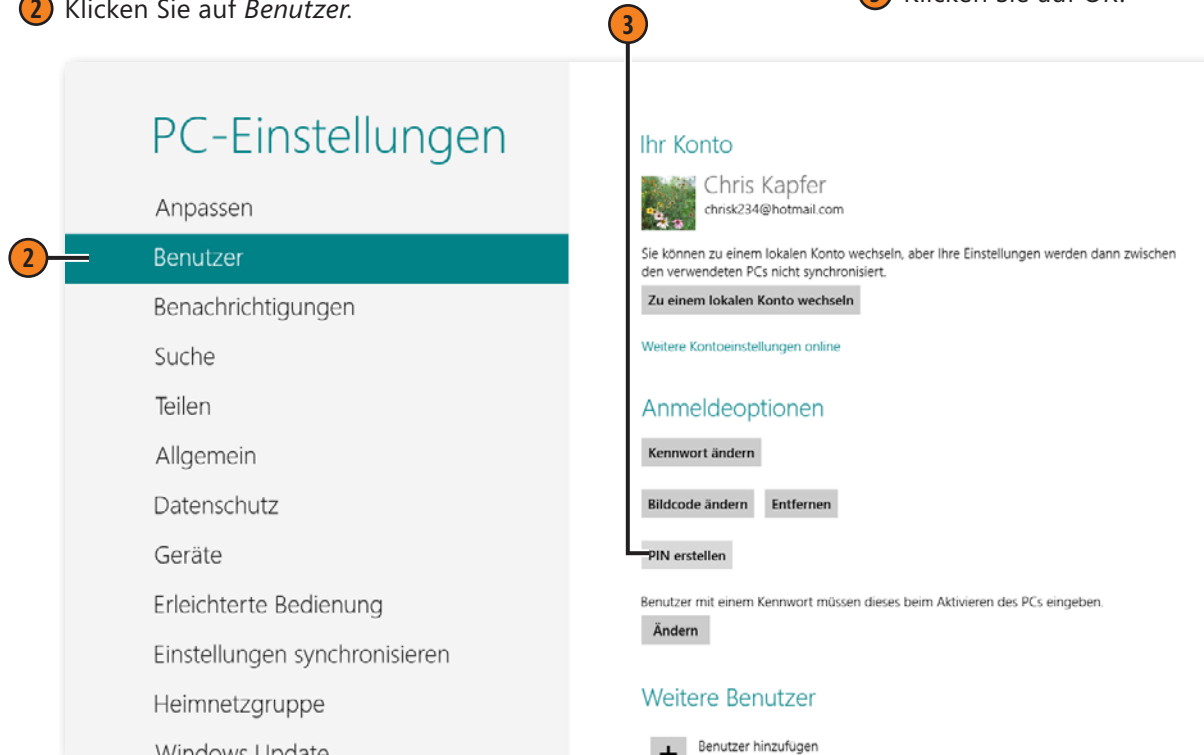 2 Klicken Sie auf Benutzer.
Klicken Sie auf OK.
3
PC-Einstellungen
Anpassen
2
Benutzer
Benachrichtigungen
Suche
Teilen
Allgemein
Datenschutz
Geräte
Erleichterte Bedienung
Einstellungen synchronisieren
Heimnetzgruppe
Windows Update
Ihr Konto
Chris Kapfer
chrisk234@hotmail.com
Sie können zu einem lokalen Konto wechseln, aber Ihre Einstellungen werden dann zwischen
den verwendeten PCs nicht synchronisiert.
Zu einem lokalen Konto wechseln
Weitere Kontoeinstellungen online
Anmeldeoptionen
Kennwort ändern
Bildcode ändern Entfernen
PIN erstellen
Benutzer mit einem Kennwort müssen dieses beim Aktivieren des PCs eingeben.
Ändern
Weitere Benutzer
+ Benutzer hinzufügen